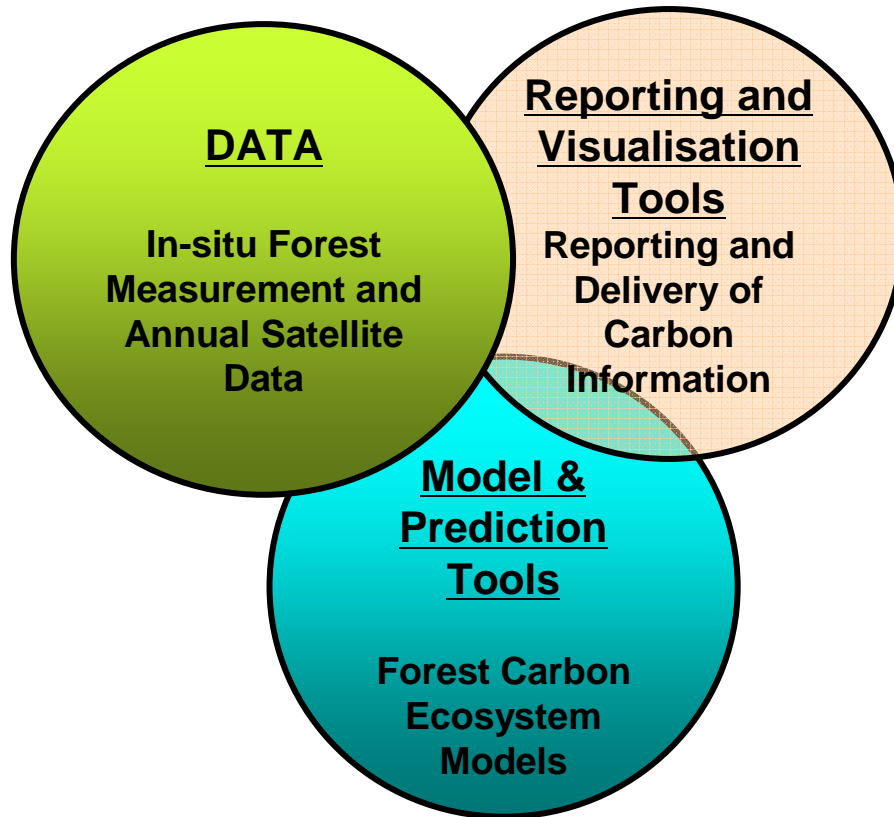 DATA
In-situ Forest
Measurement and
Annual Satellite
Data
Reporting and
Visualisation
Tools
Reporting and
Delivery of
Carbon
Information
Model &
Prediction
Tools
Forest Carbon
Ecosystem
Models